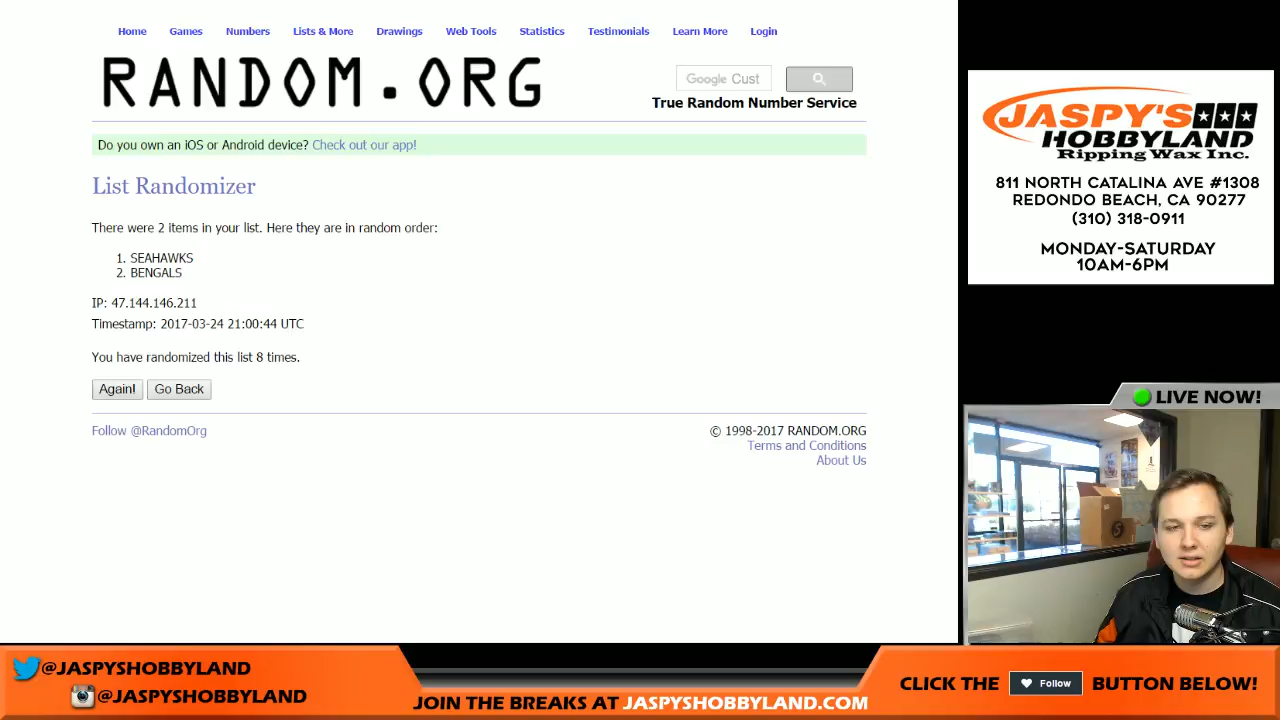 Home Games Numbers Lists & More Drawings Web Tools Statistics Testimonials Learn More Login
RANDOM.ORG
Google Cust
True Random Number Service
Do you own an iOS or Android device? Check out our app!
List Randomizer
There were 2 items in your list. Here they are in random order:
1. SEAHAWKS
2. BENGALS
IP: 47.144.146.211
Timestamp: 2017-03-24 21:00:44 UTC
You have randomized this list 8 times.
Again! Go Back
Follow @RandomOrg
© 1998-2017 RANDOM.ORG
Terms and Conditions
About Us
JASPY'S
HOBBYLAND
Ripping Wax Inc.
811 NORTH CATALINA AVE #1308
REDONDO BEACH, CA 90277
(310) 318-0911
MONDAY-SATURDAY
10AM-6PM
LIVE NOW!
@JASPYSHOBBYLAND
@JASPYSHOBBYLAND
JOIN THE BREAKS AT JASPYSHOBBYLAND.COM
CLICK THE Follow BUTTON BELOW!